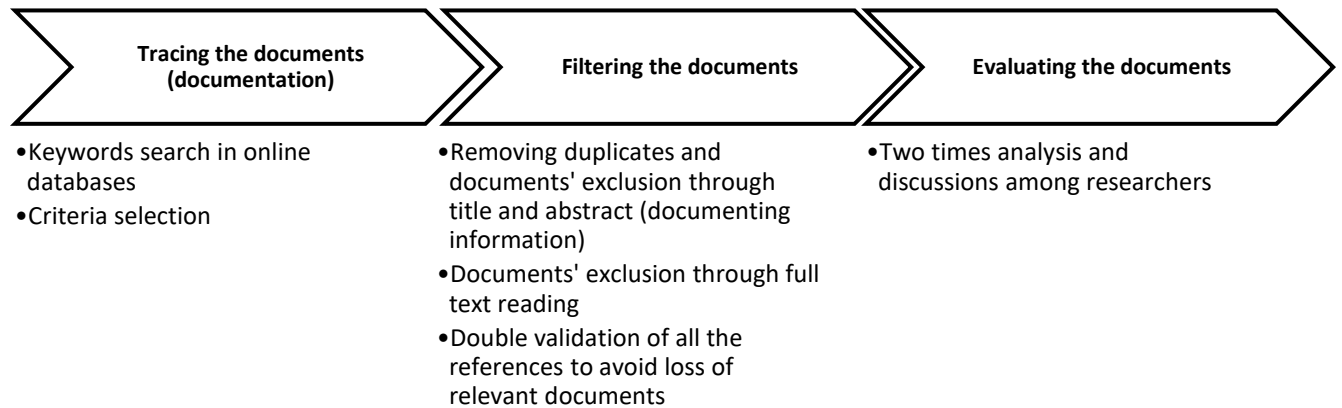 Tracing the documents
(documentation)
•Keywords search in online
databases
•Criteria selection
Filtering the documents
•Removing duplicates and
documents' exclusion through
title and abstract (documenting
information)
•Documents' exclusion through full
text reading
•Double validation of all the
references to avoid loss of
relevant documents
Evaluating the documents
•Two times analysis and
discussions among researchers